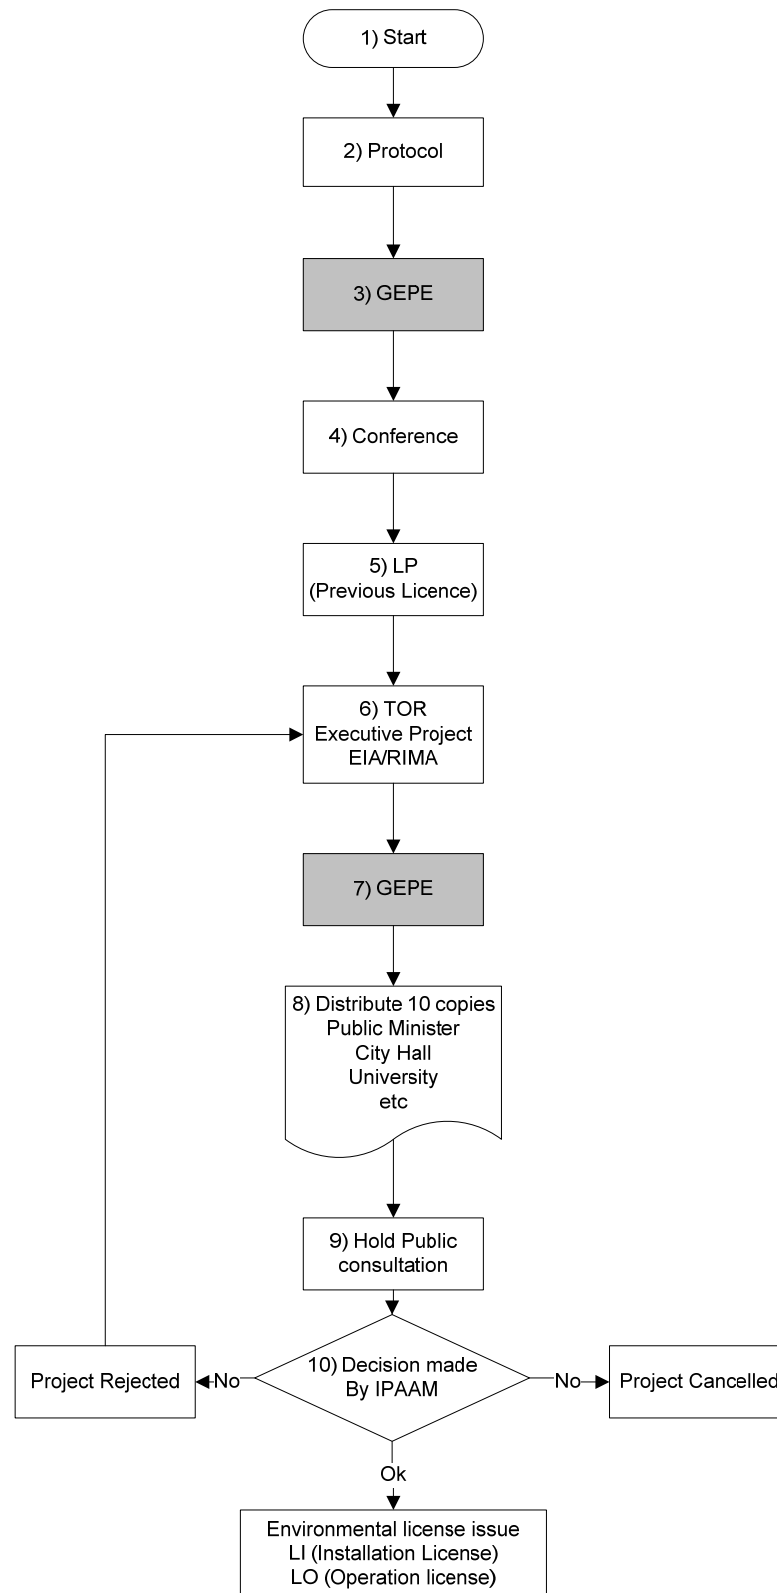 1) Start
2) Protocol
3) GEPE
4) Conference
5) LP
(Previous Licence)
6) TOR
Executive Project
EIA/RIMA
7) GEPE
8) Distribute 10 copies
Public Minister
City Hall
University
etc
9) Hold Public
consultation
10) Decision made
By IPAAM
No
Project Rejected
No
Project Cancelled
Ok
Environmental license issue
LI (Installation License)
LO (Operation license)